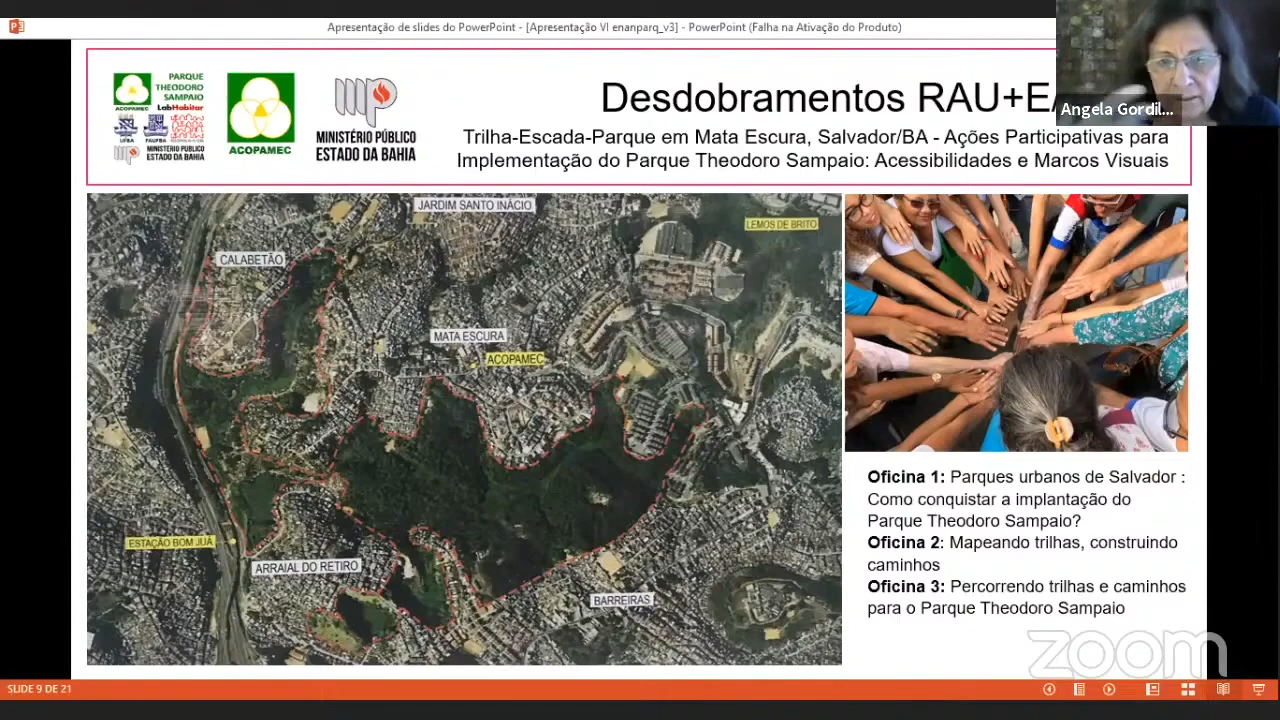 Apresentação de slides do PowerPoint - [Apresentação VI enanparq_v3] - PowerPoint (Falha na Ativação do Produto)
Angela Gordil...
PARQUE
THEODORO
SAMPAIO
LabHabitar
ACOPAMEC
UFBA
FAUFBA
MINISTÉRIO PÚBLICO
ESTADO DA BAHIA
ACOPAMEC
MINISTÉRIO PÚBLICO
ESTADO DA BAHIA
Desdobramentos RAU+E
Trilha-Escada-Parque em Mata Escura, Salvador/BA - Ações Participativas para
Implementação do Parque Theodoro Sampaio: Acessibilidades e Marcos Visuais
JARDIM SANTO INÁCIO
LEMOS DE BRITO
CALABETÃO
MATA ESCURA
ACOPAMEC
ESTAÇÃO BOM JUÁ
ARRAIAL DO RETIRO
BARREIRAS
Oficina 1: Parques urbanos de Salvador :
Como conquistar a implantação do
Parque Theodoro Sampaio?
Oficina 2: Mapeando trilhas, construindo
caminhos
Oficina 3: Percorrendo trilhas e caminhos
para o Parque Theodoro Sampaio
zoom
SLIDE 9 DE 21